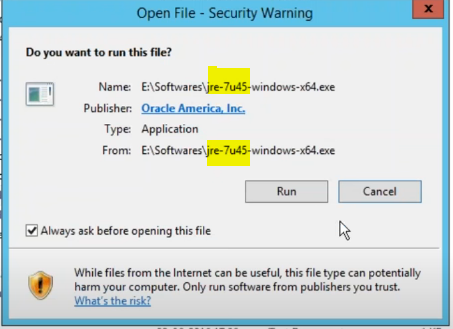 Open File - Security Warning
x
Do you want to run this file?
Name: E:\Softwares\jre-7u45-windows-x64.exe
Publisher: Oracle America, Inc.
Type: Application
From: E:\Softwares\jre-7u45-windows-x64.exe
Run Cancel
Always ask before opening this file
While files from the Internet can be useful, this file type can potentially
harm your computer. Only run software from publishers you trust.
What's the risk?